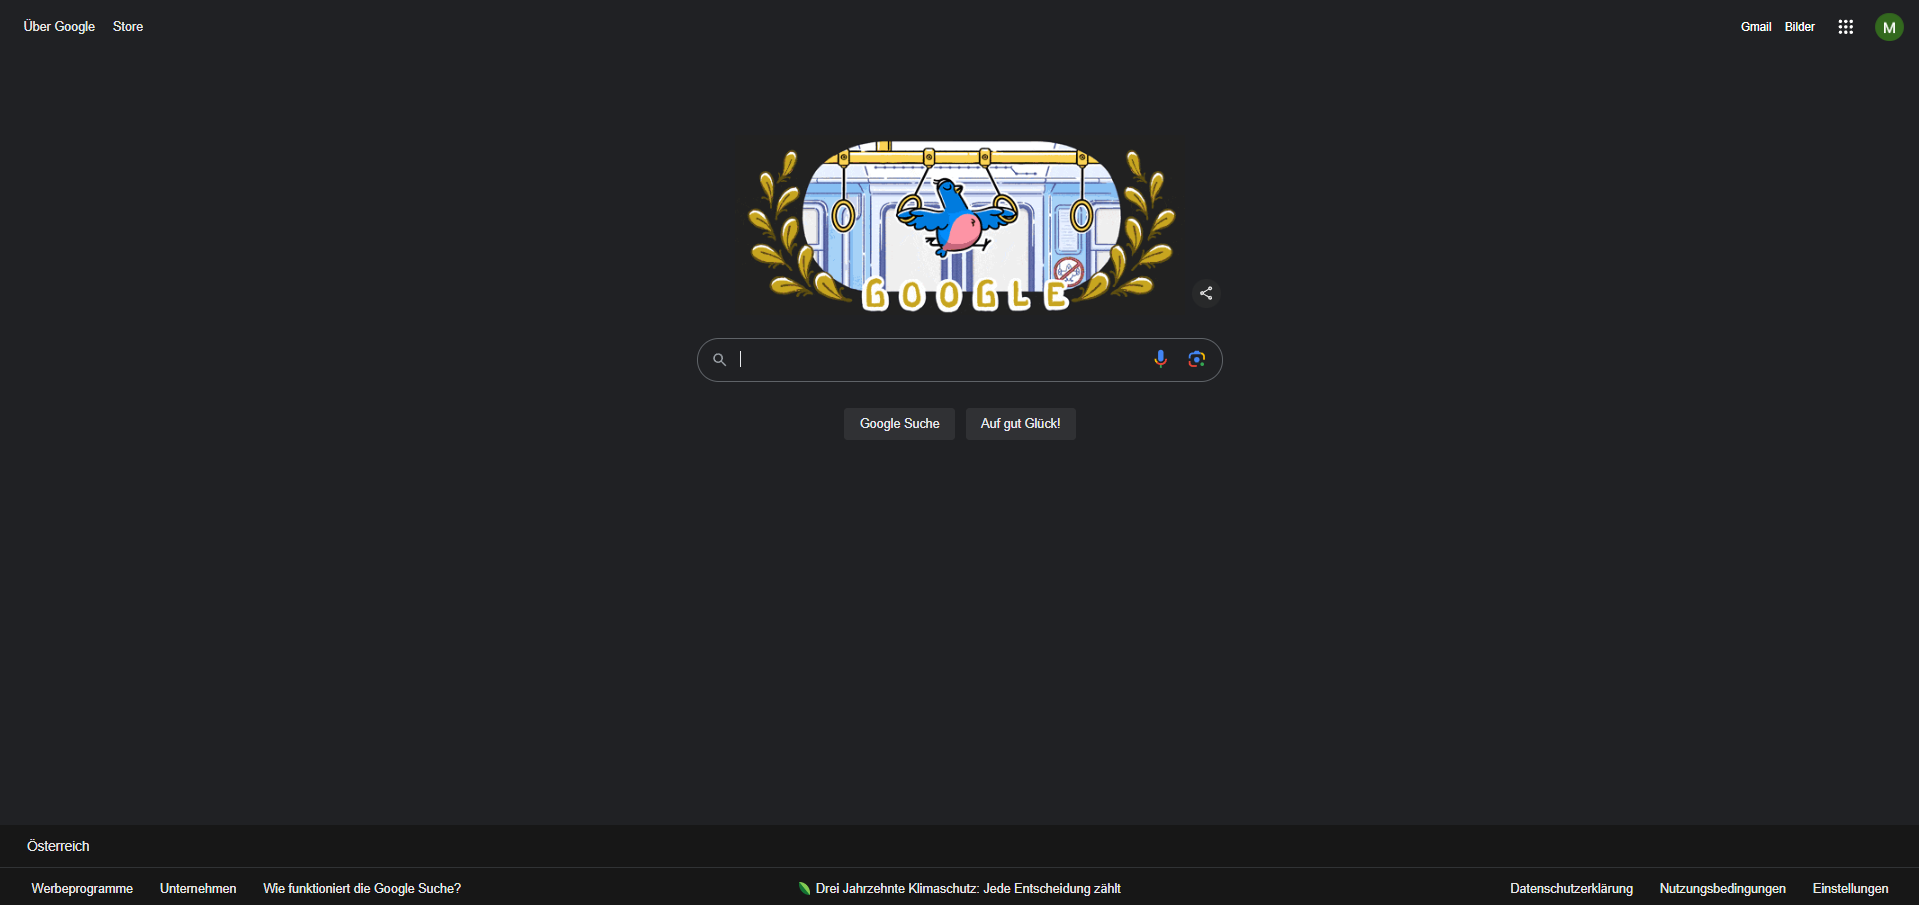 Über Google Store
Gmail Bilder
M
GOOGLE
Google Suche
Auf gut Glück!
Österreich
Werbeprogramme Unternehmen Wie funktioniert die Google Suche?
Drei Jahrzehnte Klimaschutz: Jede Entscheidung zählt
Datenschutzerklärung Nutzungsbedingungen Einstellungen